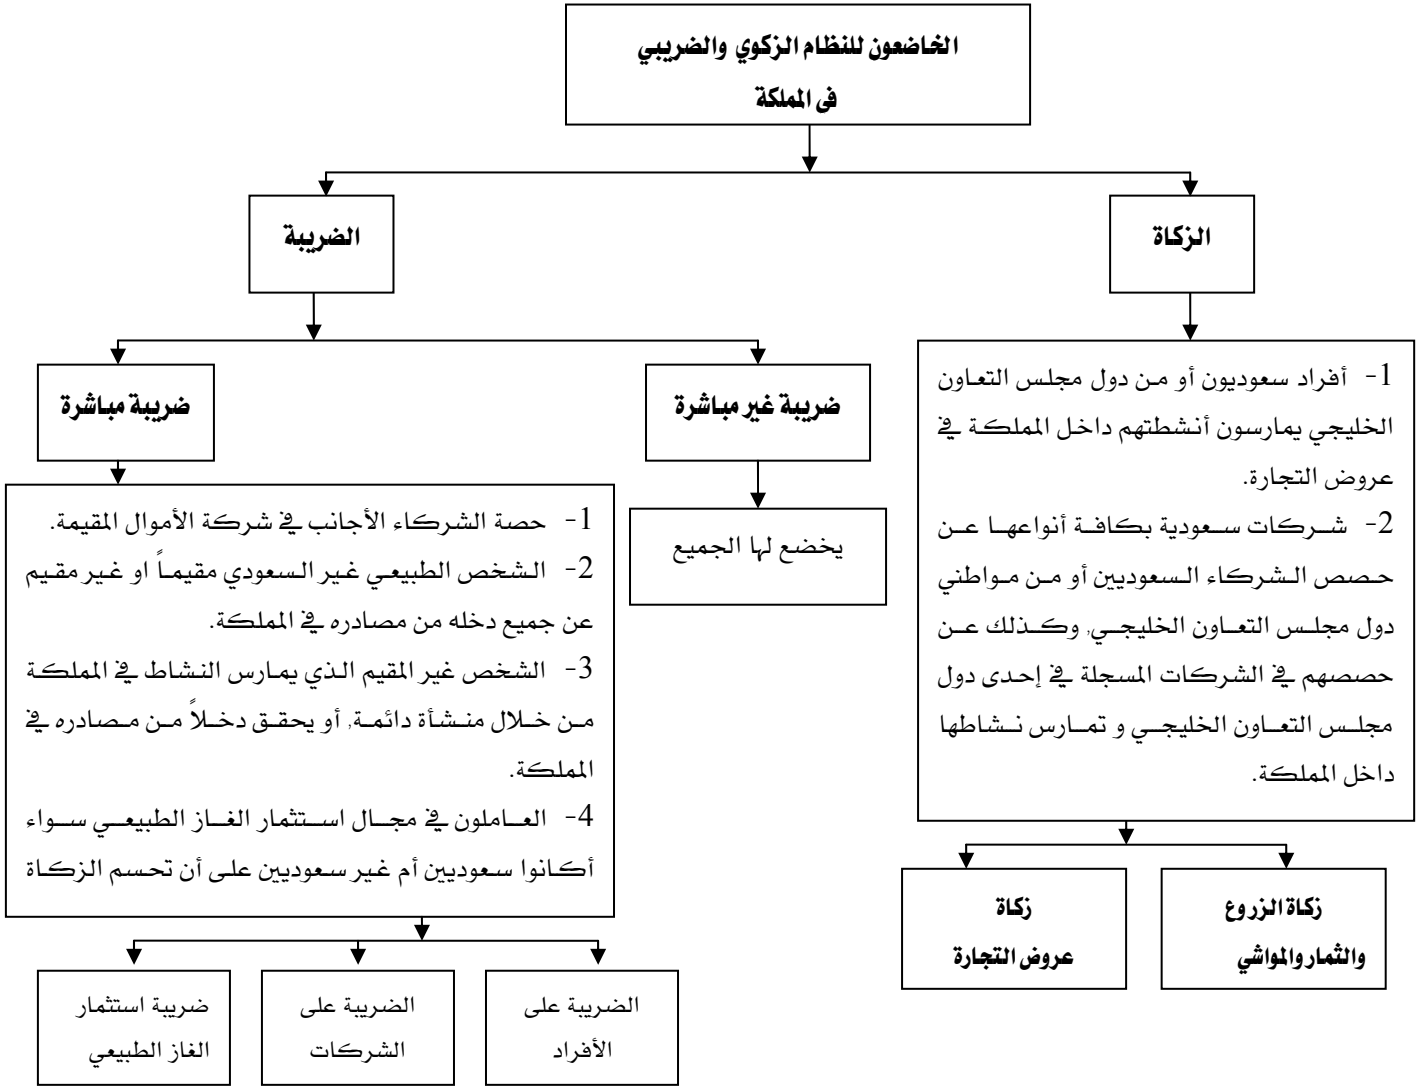 الخاضعون للنظام الزكوي والضريبي
فى المملكة
الزكاة
الضريبة
1- أفراد سعوديون أو من دول مجلس التعاون
الخليجي يمارسون أنشطتهم داخل المملكة في
عروض التجارة.
2- شركات سعودية بكافة أنواعها عن
حصص الشركاء السعوديين أو من مواطني
دول مجلس التعاون الخليجي, وكذلك عن
حصصهم في الشركات المسجلة في إحدى دول
مجلس التعاون الخليجي و تمارس نشاطها
داخل المملكة.
زكاة الزروع
والثمار والمواشي
زكاة
عروض التجارة
ضريبة غير مباشرة
يخضع لها الجميع
ضريبة مباشرة
1- حصة الشركاء الأجانب في شركة الأموال المقيمة.
2- الشخص الطبيعي غير السعودي مقيماً او غير مقيم
عن جميع دخله من مصادره في المملكة.
3- الشخص غير المقيم الذي يمارس النشاط في المملكة
من خلال منشأة دائمة, أو يحقق دخلاً من مصادره في
المملكة.
4- العاملون في مجال استثمار الغاز الطبيعي سواء
أكانوا سعوديين أم غير سعوديين على أن تحسم الزكاة
الضريبة على
الأفراد
الضريبة على
الشركات
ضريبة استثمار
الغاز الطبيعي